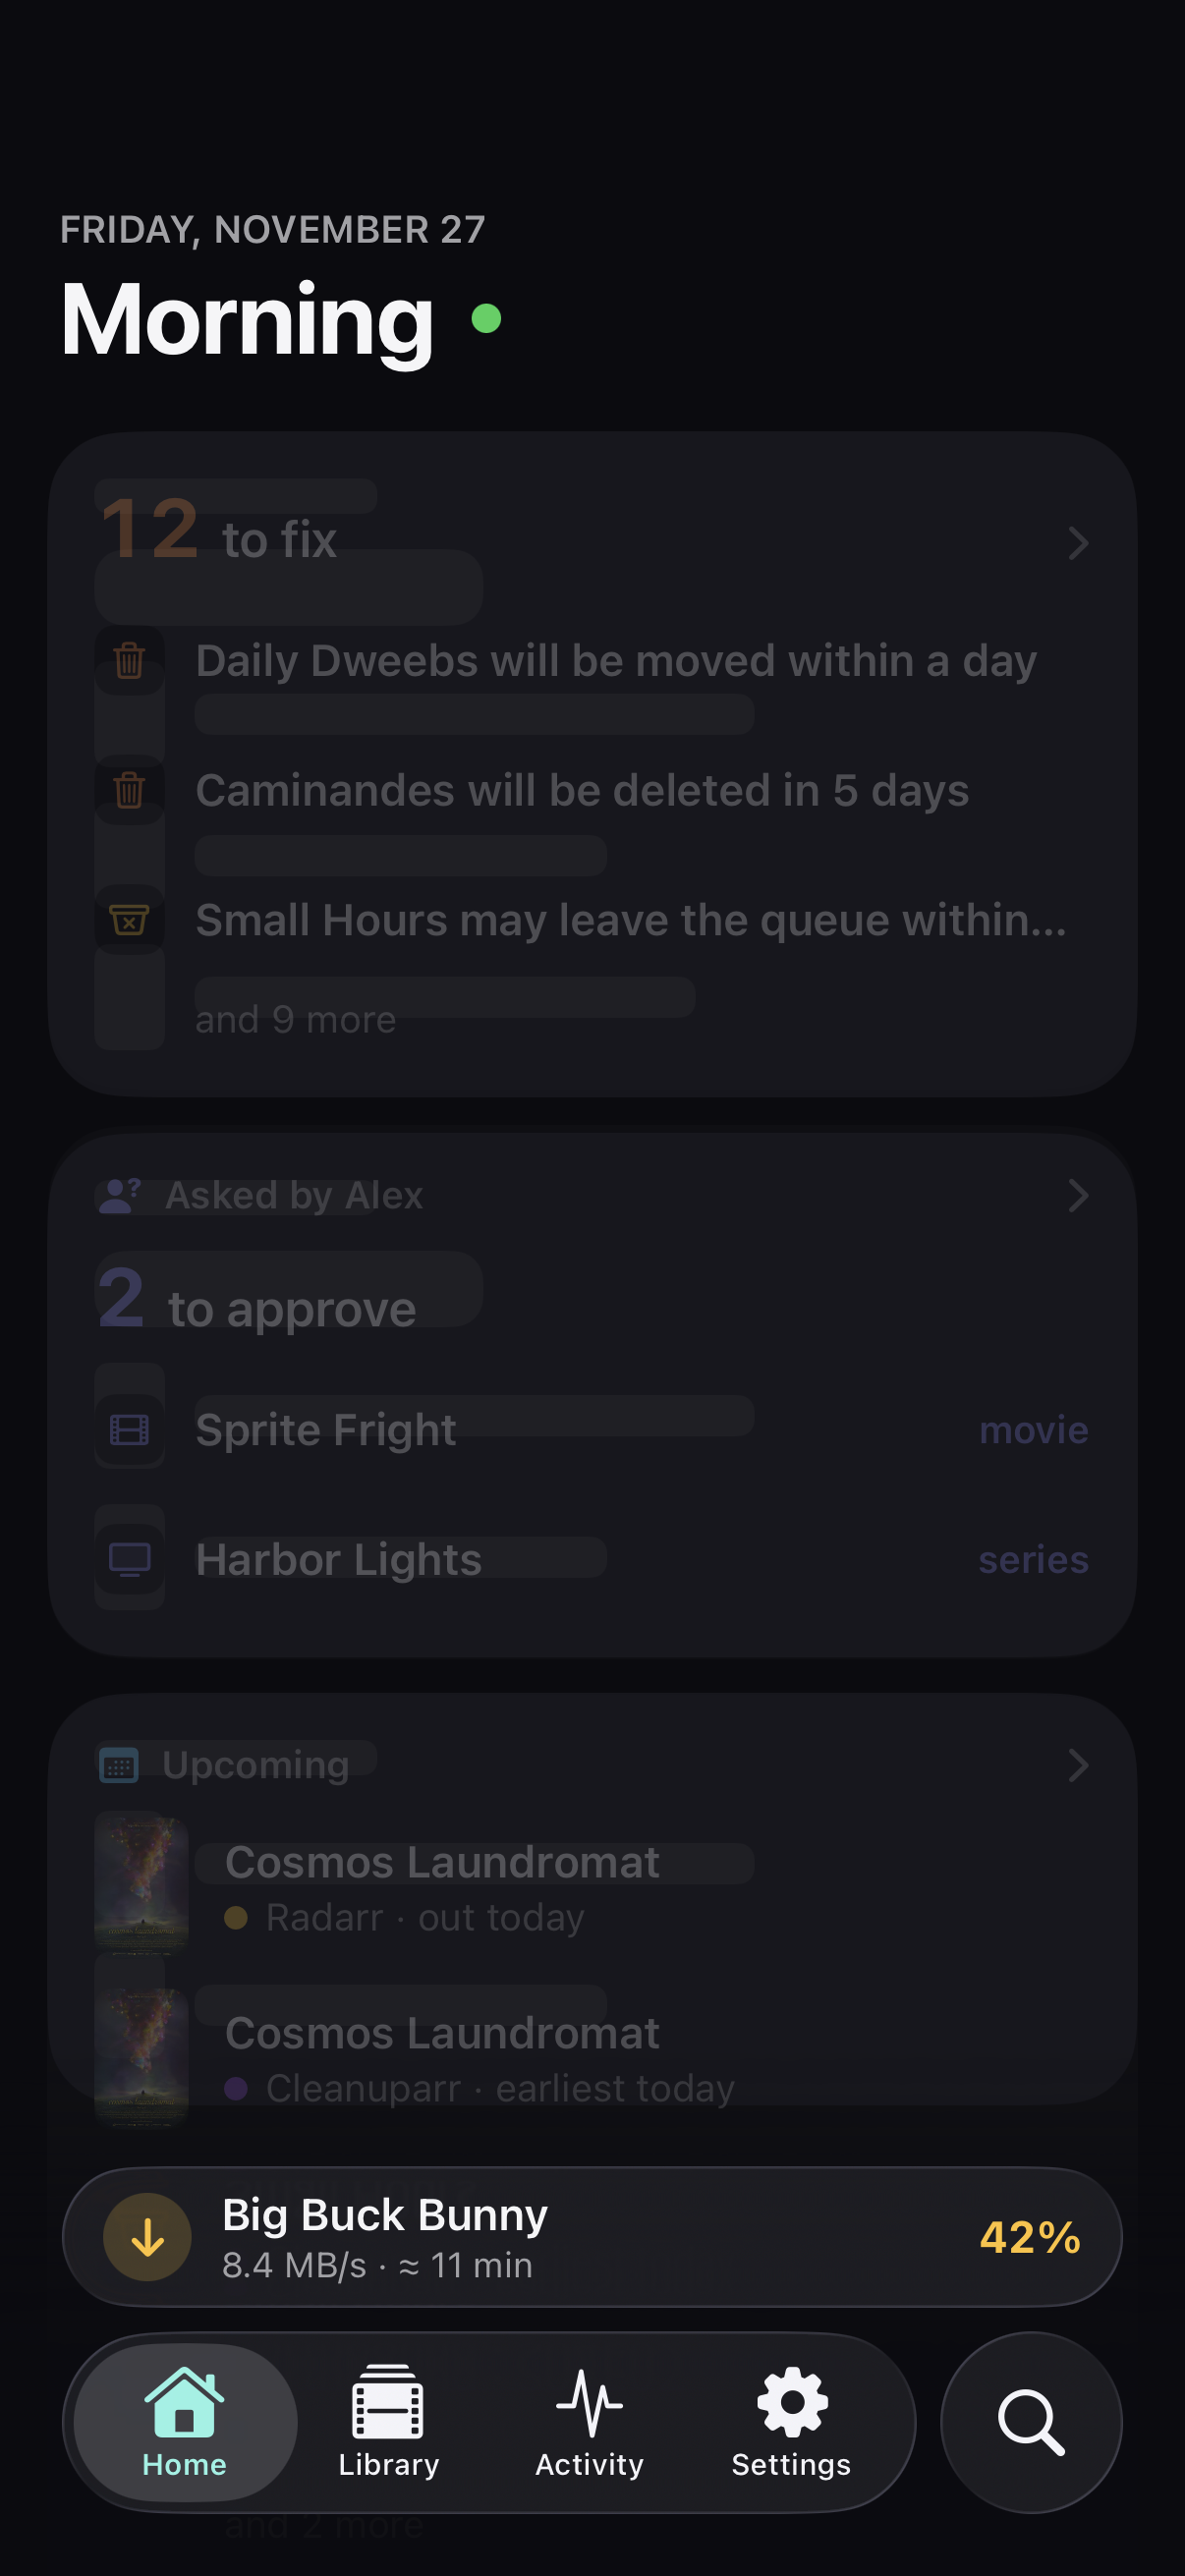 FRIDAY, NOVEMBER 27
Morning
12 to fix
Daily Dweebs will be moved within a day
Caminandes will be deleted in 5 days
Small Hours may leave the queue within...
and 9 more
Asked by Alex
2 to approve
Sprite Fright movie
Harbor Lights series
Upcoming
Cosmos Laundromat
Radarr · out today
Cosmos Laundromat
Cleanuparr · earliest today
Big Buck Bunny
8.4 MB/s · ≈ 11 min
42%
Home Library Activity Settings
and 2 more